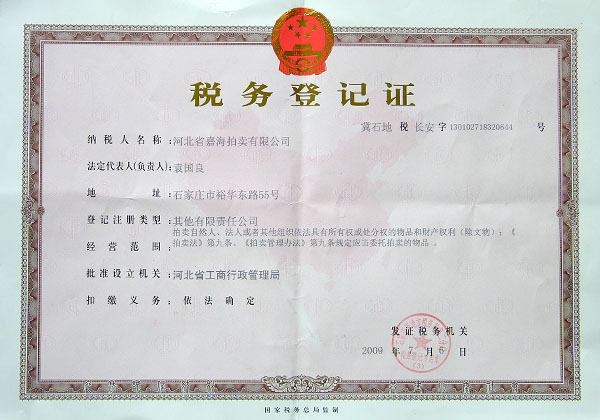 税务登记证
冀石地 税 长安 字 130102718320644 号
纳税人名称：河北省嘉海拍卖有限公司
法定代表人(负责人)：袁国良
地 址：石家庄市裕华东路55号
登记注册类型：其他有限责任公司
经营范围：拍卖自然人、法人或者其他组织依法具有所有权或处分权的物品和财产权利（除文物）；《
拍卖法》第九条、《拍卖管理办法》第九条规定应当委托拍卖的物品。
批准设立机关：河北省工商行政管理局
扣缴义务：依法确定
发证税务机关
2009 年 7 月 6 日
国家税务总局监制